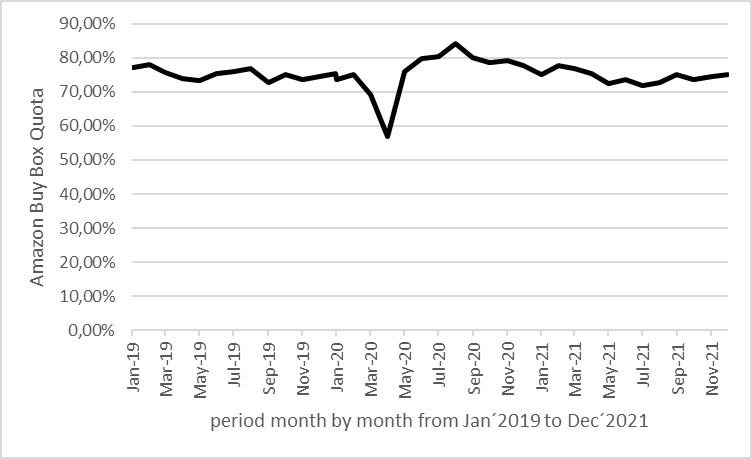 90,00%
80,00%
70,00%
60,00%
50,00%
40,00%
30,00%
20,00%
10,00%
0,00%
Amazon Buy Box Quota
Jan-19
Mar-19
May-19
Jul-19
Sep-19
Nov-19
Jan-20
Mar-20
May-20
Jul-20
Sep-20
Nov-20
Jan-21
Mar-21
May-21
Jul-21
Sep-21
Nov-21
period month by month from Jan´2019 to Dec´2021